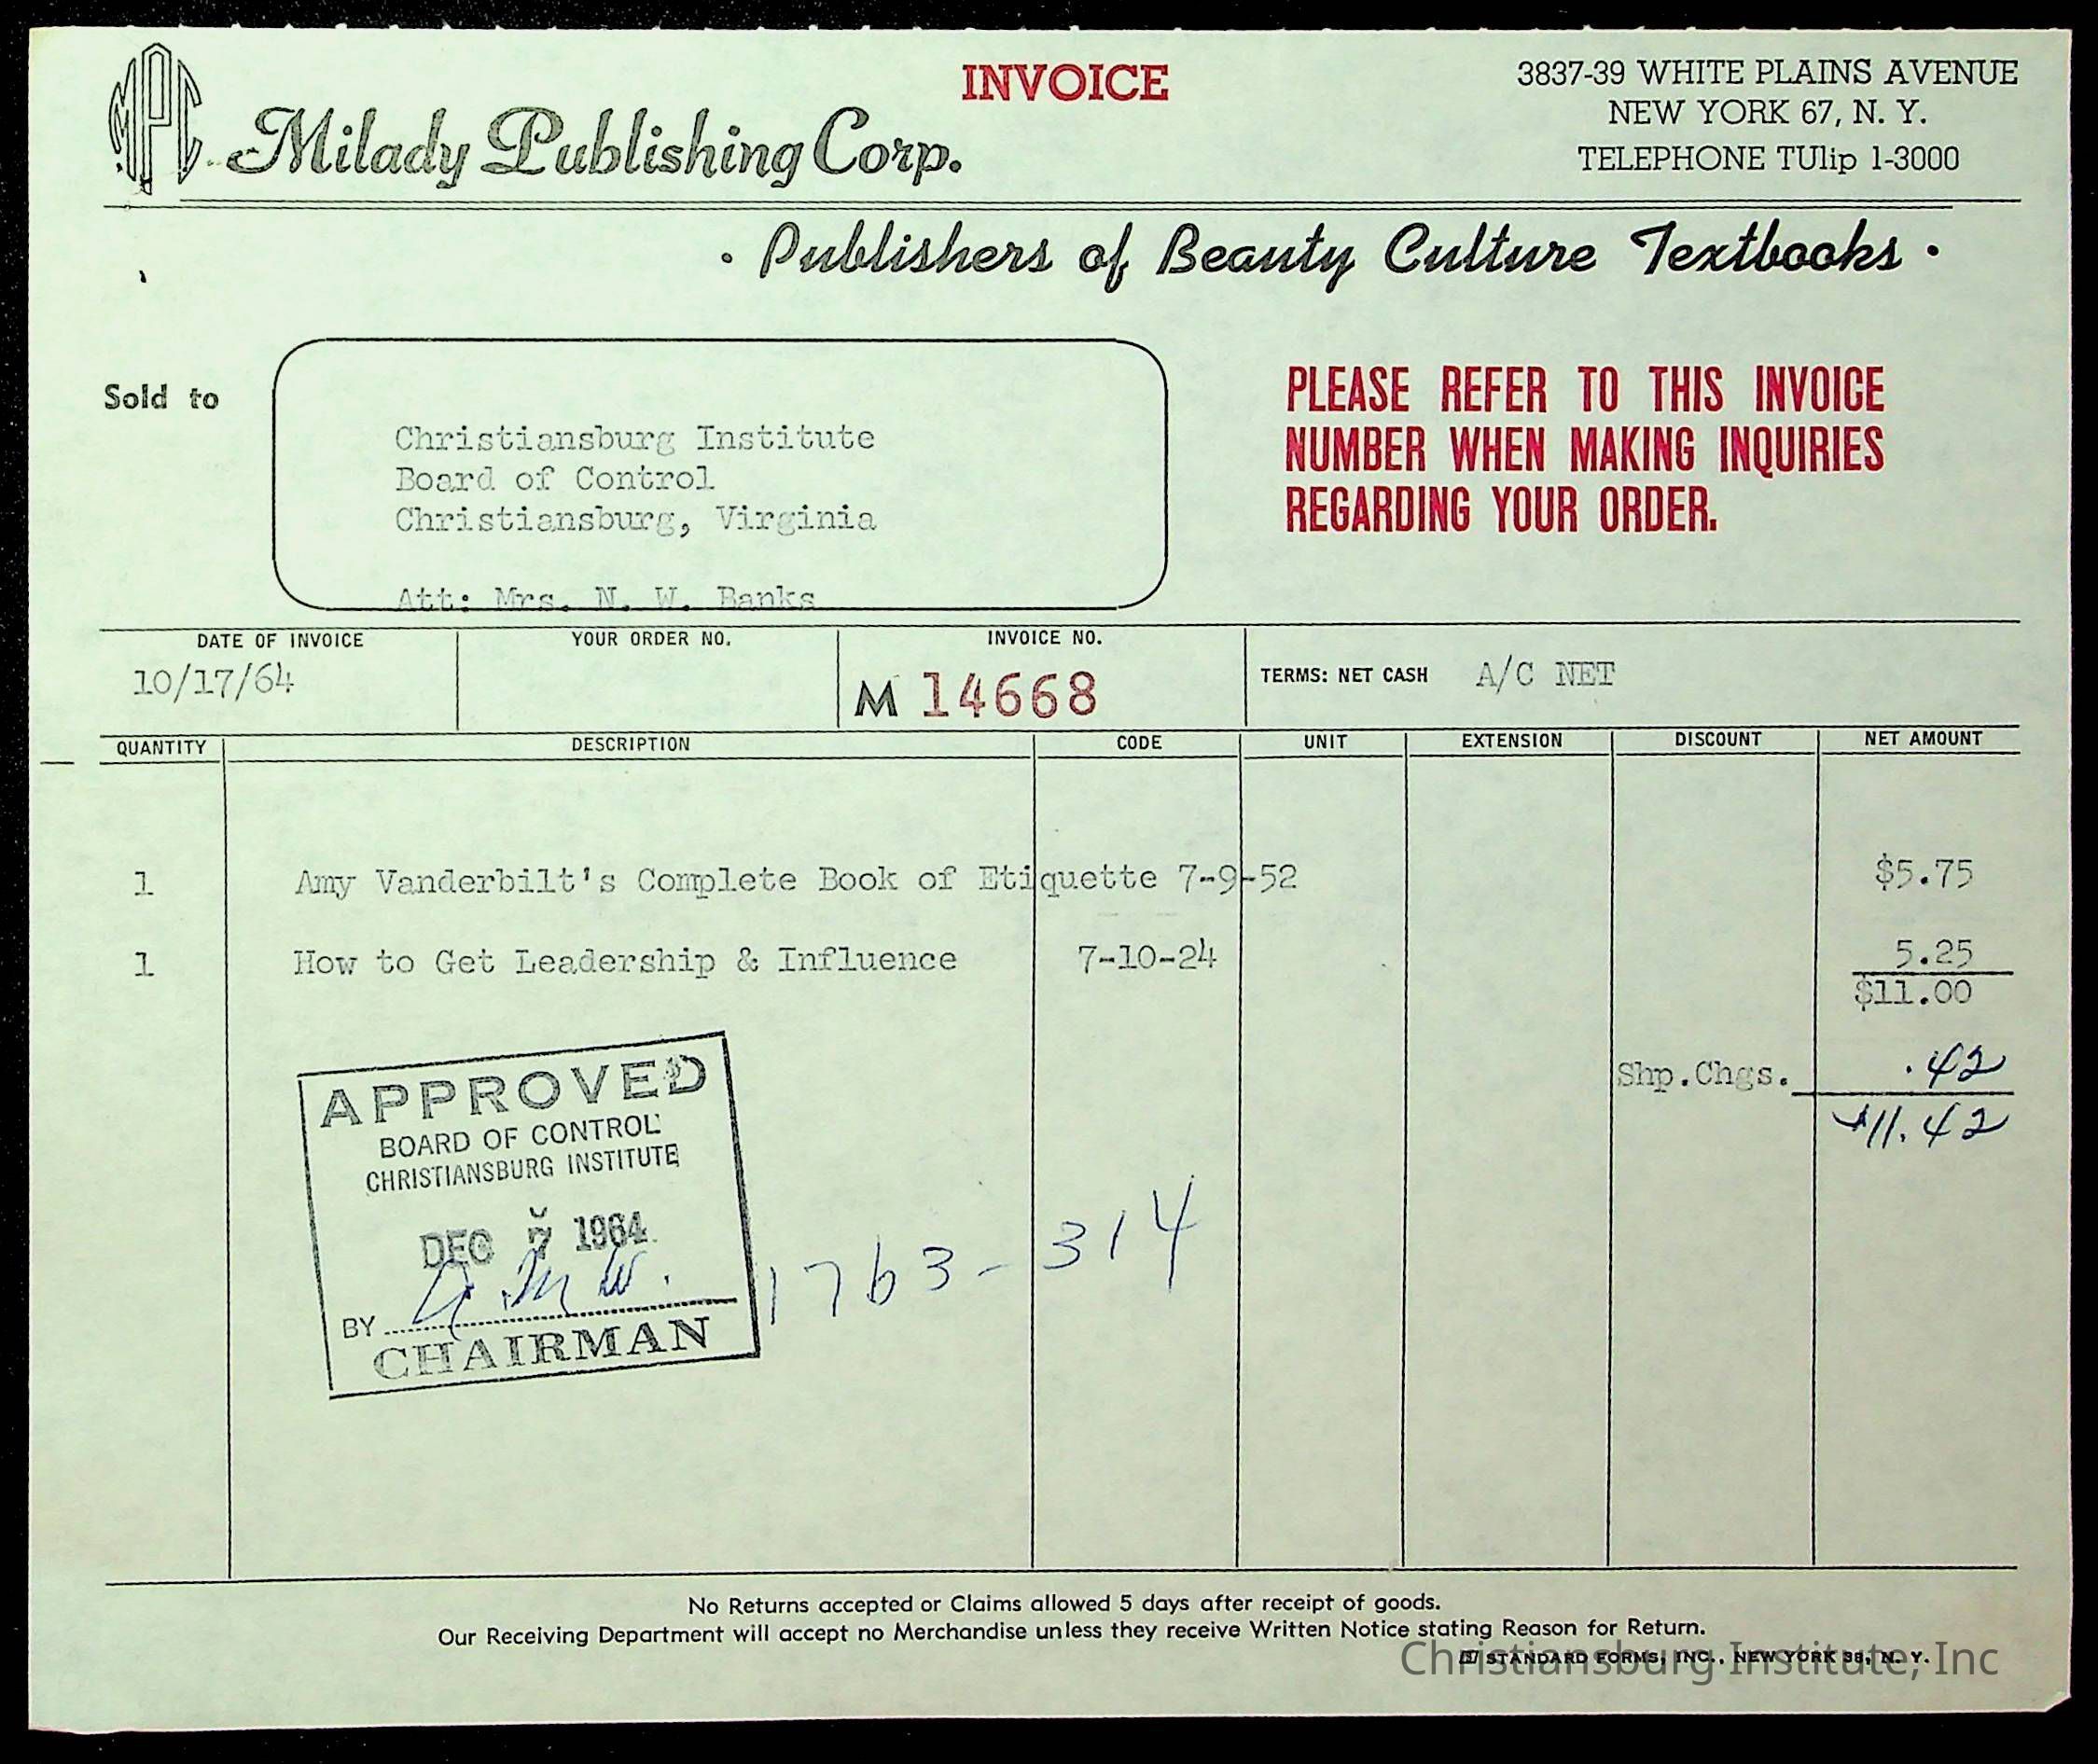 MPC
INVOICE
Milady Publishing Corp.
3837-39 WHITE PLAINS AVENUE
NEW YORK 67, N. Y.
TELEPHONE TUlip 1-3000
· Publishers of Beauty Culture Textbooks ·
Sold to
Christiansburg Institute
Board of Control
Christiansburg, Virginia
Att: Mrs. N. W. Banks
PLEASE REFER TO THIS INVOICE
NUMBER WHEN MAKING INQUIRIES
REGARDING YOUR ORDER.
DATE OF INVOICE YOUR ORDER NO. INVOICE NO.
10/17/64 M 14668 TERMS: NET CASH A/C NET
QUANTITY DESCRIPTION CODE UNIT EXTENSION DISCOUNT NET AMOUNT
1 Amy Vanderbilt's Complete Book of Etiquette 7-9-52 $5.75
1 How to Get Leadership & Influence 7-10-24 5.25
$11.00
Shp.Chgs. .42
$11.42
APPROVED
BOARD OF CONTROL
CHRISTIANSBURG INSTITUTE
DEC 7 1964
BY
CHAIRMAN
1763-314
No Returns accepted or Claims allowed 5 days after receipt of goods.
Our Receiving Department will accept no Merchandise unless they receive Written Notice stating Reason for Return.
STANDARD FORMS, INC., NEW YORK 38, N. Y.
Christiansburg Institute, Inc